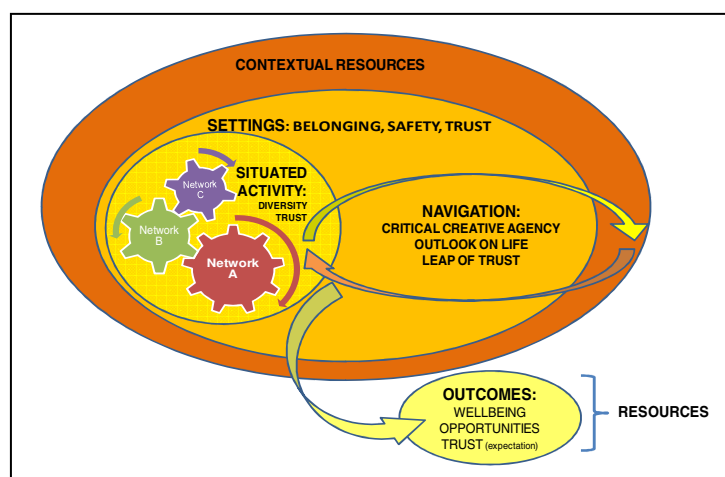 CONTEXTUAL RESOURCES
SETTINGS: BELONGING, SAFETY, TRUST
SITUATED
ACTIVITY:
DIVERSITY
TRUST
Network
C
Network
B
Network
A
NAVIGATION:
CRITICAL CREATIVE AGENCY
OUTLOOK ON LIFE
LEAP OF TRUST
OUTCOMES:
WELLBEING
OPPORTUNITIES
TRUST (expectation)
RESOURCES